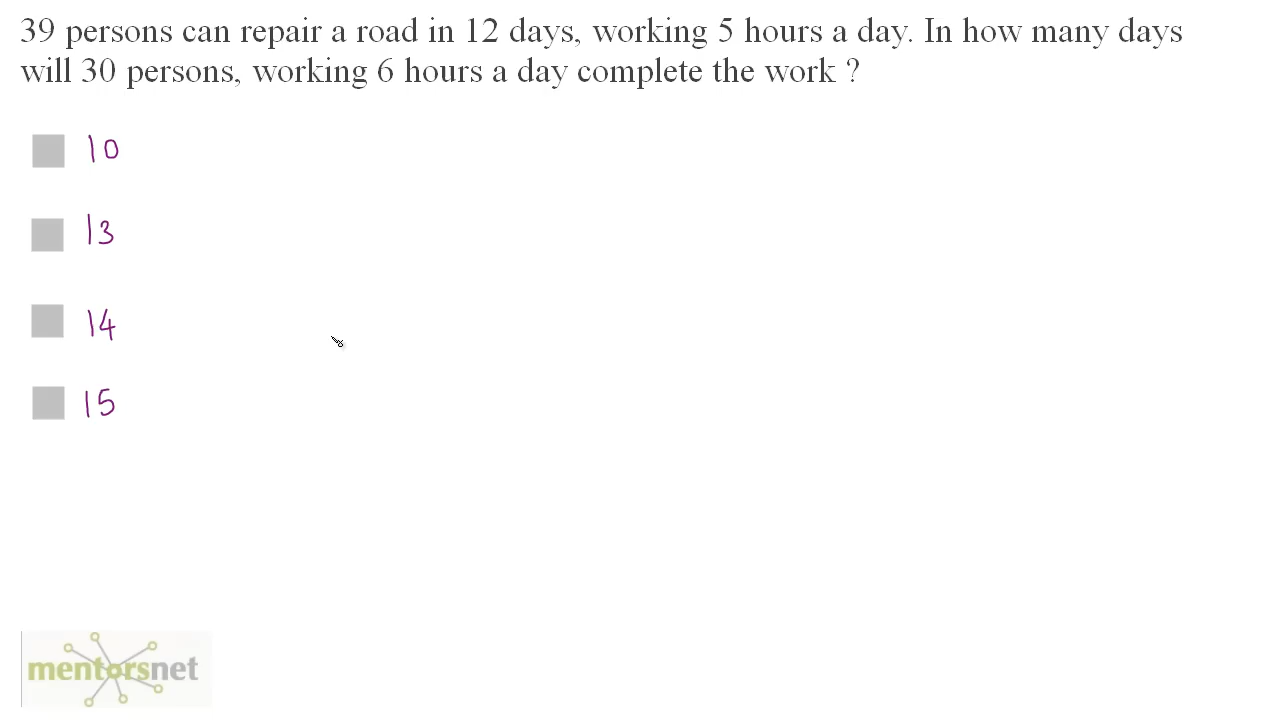 39 persons can repair a road in 12 days, working 5 hours a day. In how many days
will 30 persons, working 6 hours a day complete the work ?
10
13
14
15
mentorsnet